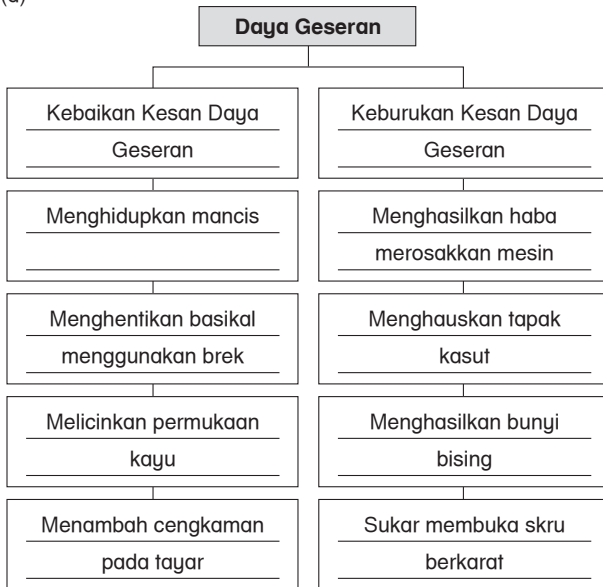 Daya Geseran
Kebaikan Kesan Daya
Geseran
Menghidupkan mancis
Menghentikan basikal
menggunakan brek
Melicinkan permukaan
kayu
Menambah cengkaman
pada tayar
Keburukan Kesan Daya
Geseran
Menghasilkan haba
merosakkan mesin
Menghauskan tapak
kasut
Menghasilkan bunyi
bising
Sukar membuka skru
berkarat